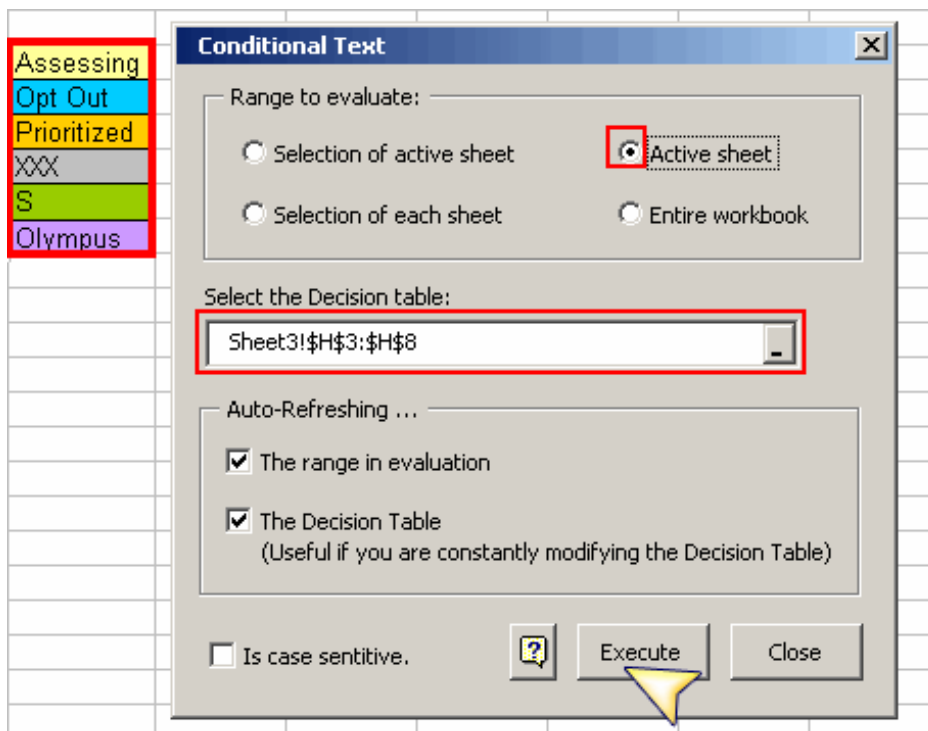 Assessing
Opt Out
Prioritized
XXX
S
Olympus
Conditional Text
Range to evaluate:
Selection of active sheet
Active sheet
Selection of each sheet
Entire workbook
Select the Decision table:
Sheet3!$H$3:$H$8
Auto-Refreshing ...
The range in evaluation
The Decision Table
(Useful if you are constantly modifying the Decision Table)
Is case sentitive.
?
Execute
Close